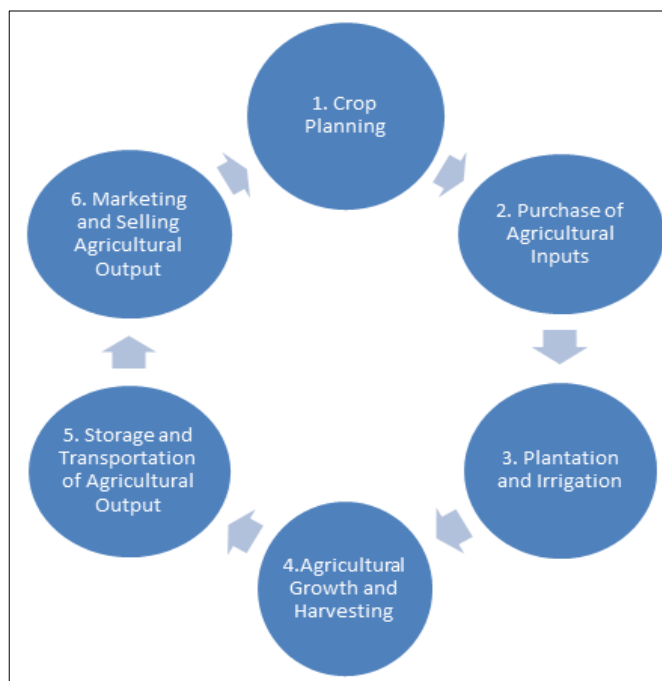 1. Crop
Planning
2. Purchase of
Agricultural
Inputs
3. Plantation
and Irrigation
4.Agricultural
Growth and
Harvesting
5. Storage and
Transportation
of Agricultural
Output
6. Marketing
and Selling
Agricultural
Output